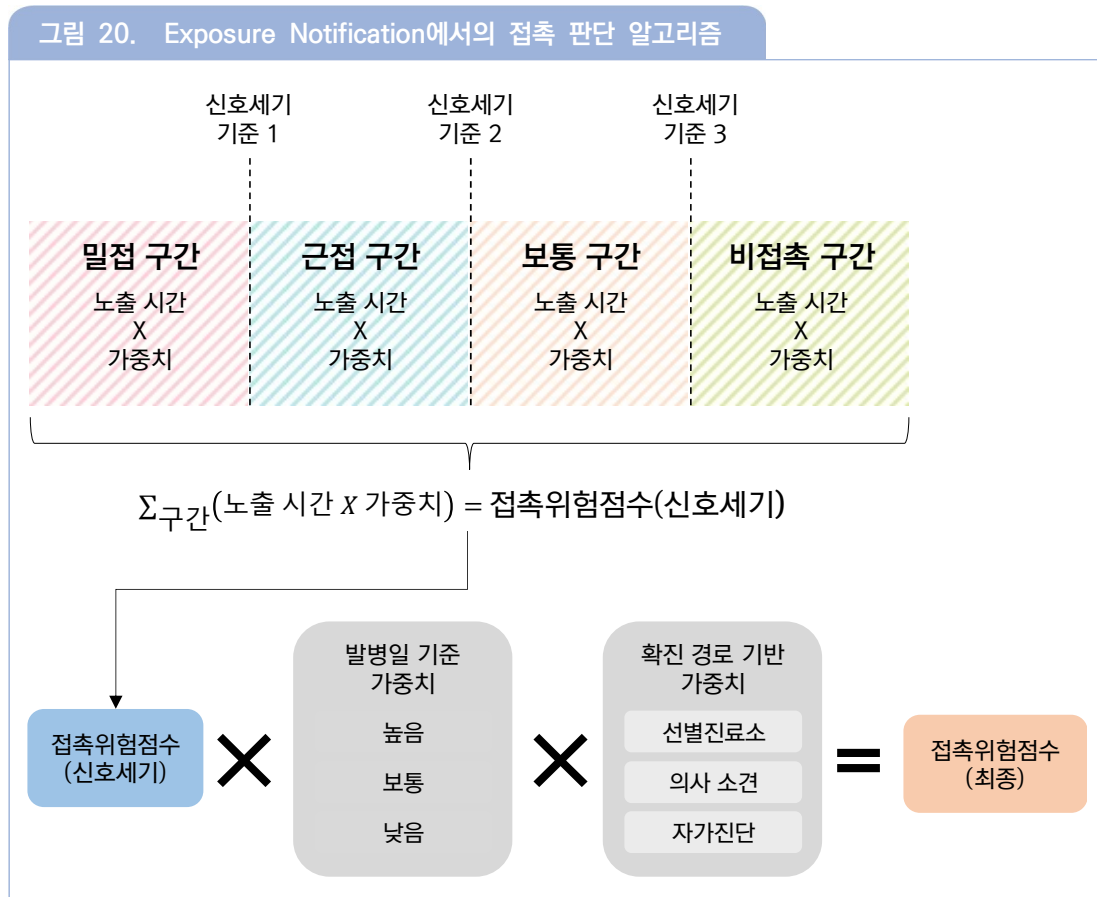 그림 20. Exposure Notification에서의 접촉 판단 알고리즘
신호세기
기준 1
신호세기
기준 2
신호세기
기준 3
밀접 구간
노출 시간
X
가중치
근접 구간
노출 시간
X
가중치
보통 구간
노출 시간
X
가중치
비접촉 구간
노출 시간
X
가중치
Σ구간(노출 시간 X 가중치) = 접촉위험점수(신호세기)
접촉위험점수
(신호세기)
×
발병일 기준
가중치
높음
보통
낮음
×
확진 경로 기반
가중치
선별진료소
의사 소견
자가진단
=
접촉위험점수
(최종)